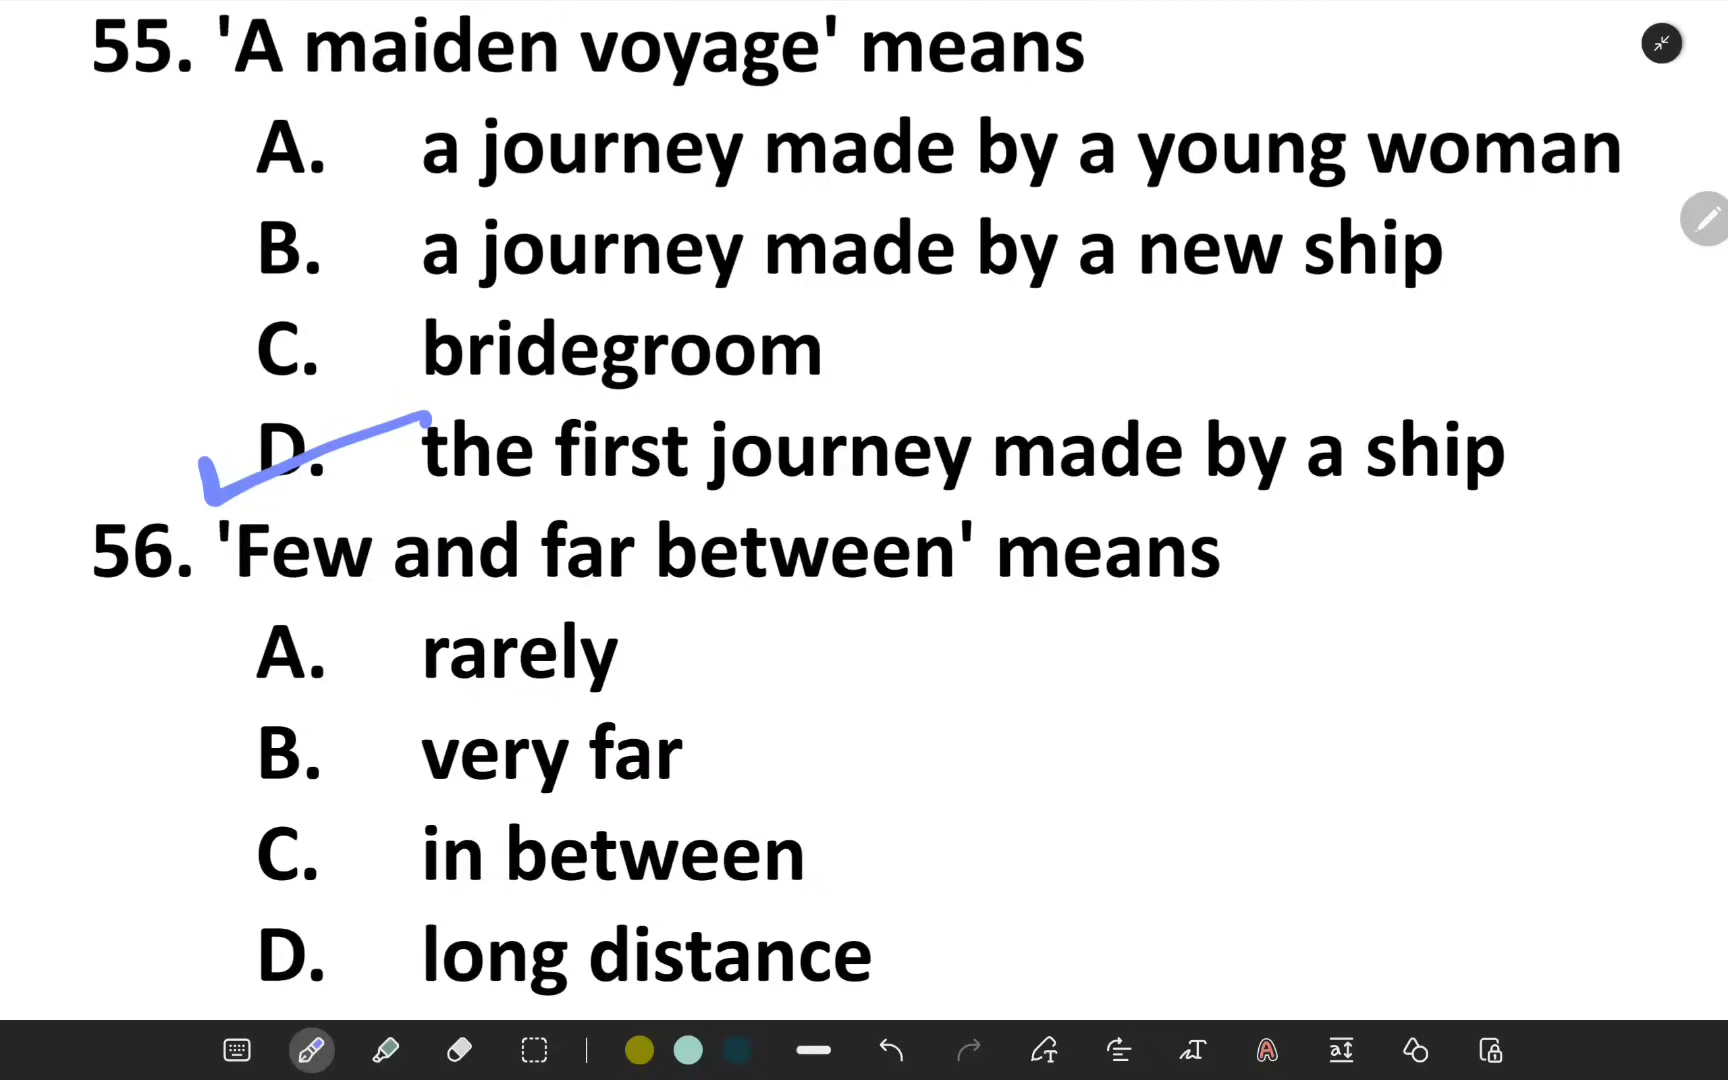 55. 'A maiden voyage' means
A. a journey made by a young woman
B. a journey made by a new ship
C. bridegroom
D. the first journey made by a ship
56. 'Few and far between' means
A. rarely
B. very far
C. in between
D. long distance